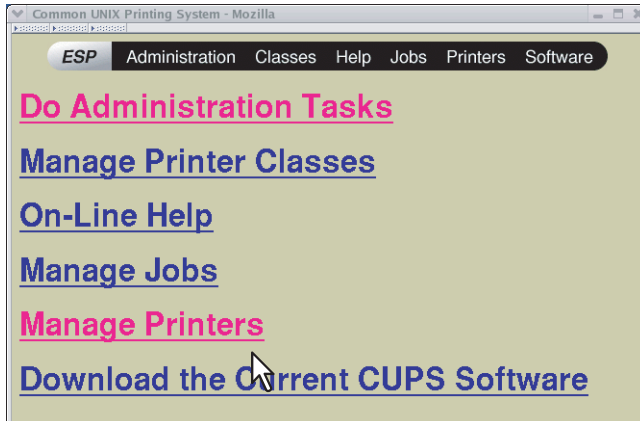 Common UNIX Printing System - Mozilla
ESP Administration Classes Help Jobs Printers Software
Do Administration Tasks
Manage Printer Classes
On-Line Help
Manage Jobs
Manage Printers
Download the Current CUPS Software